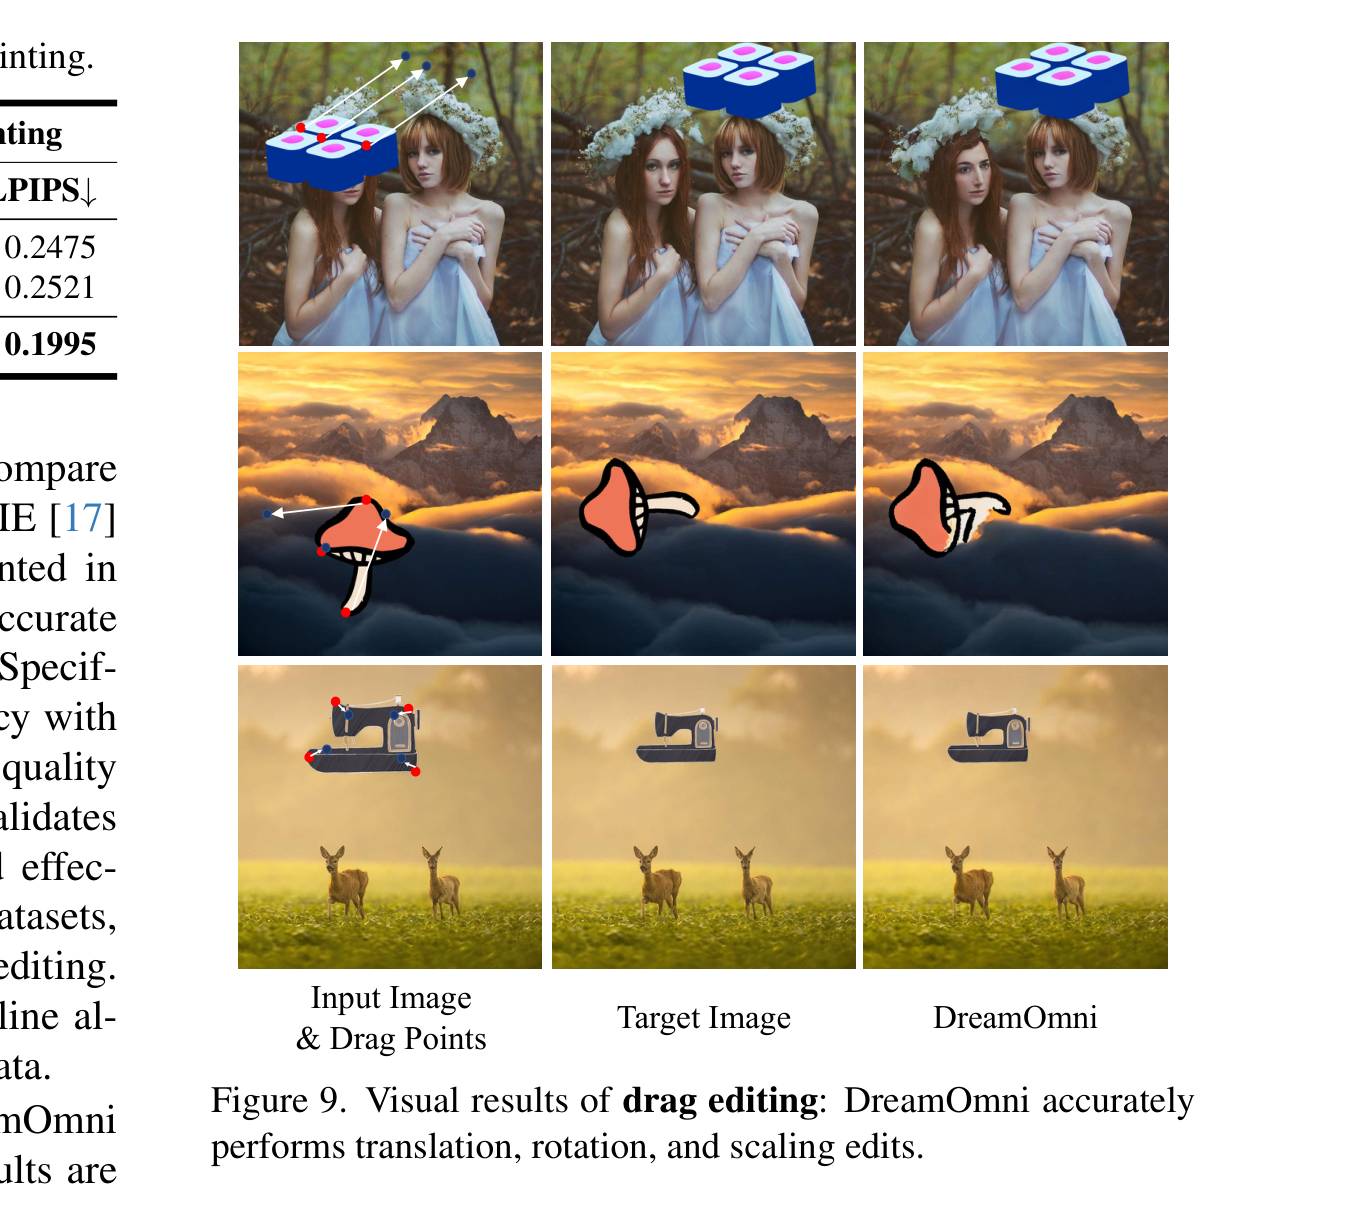 inting.
nting
LPIPS↓
0.2475
0.2521
0.1995
ompare
IE [17]
nted in
ccurate
Specif-
cy with
quality
alidates
d effec-
atasets,
editing.
line al-
ata.
mOmni
ults are
Input Image
& Drag Points
Target Image
DreamOmni
Figure 9. Visual results of drag editing: DreamOmni accurately
performs translation, rotation, and scaling edits.